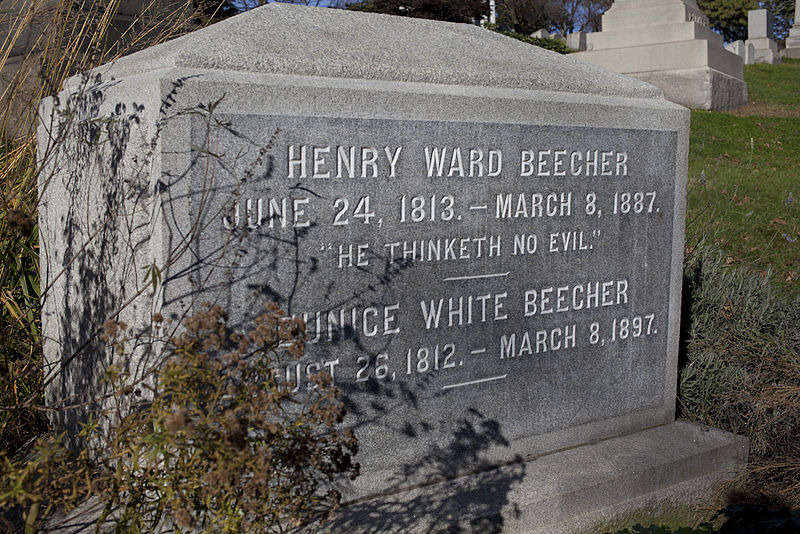 HENRY WARD BEECHER
JUNE 24, 1813. – MARCH 8, 1887.
"HE THINKETH NO EVIL."
EUNICE WHITE BEECHER
AUGUST 26, 1812. – MARCH 8, 1897.